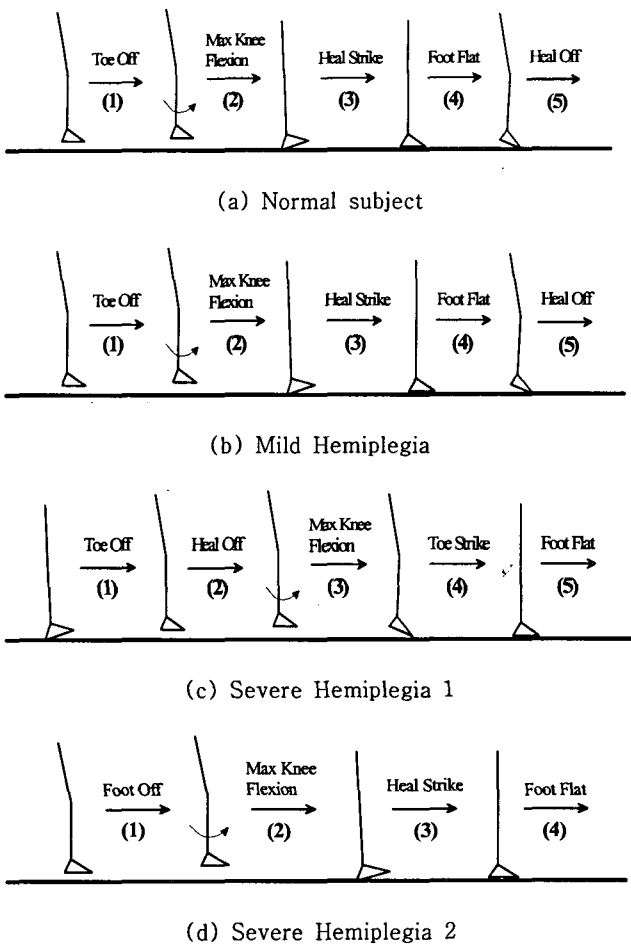 Toe Off
(1)
Max Knee
Flexion
(2)
Heal Strike
(3)
Foot Flat
(4)
Heal Off
(5)
(a) Normal subject
Toe Off
(1)
Max Knee
Flexion
(2)
Heal Strike
(3)
Foot Flat
(4)
Heal Off
(5)
(b) Mild Hemiplegia
Toe Off
(1)
Heal Off
(2)
Max Knee
Flexion
(3)
Toe Strike
(4)
Foot Flat
(5)
(c) Severe Hemiplegia 1
Foot Off
(1)
Max Knee
Flexion
(2)
Heal Strike
(3)
Foot Flat
(4)
(d) Severe Hemiplegia 2